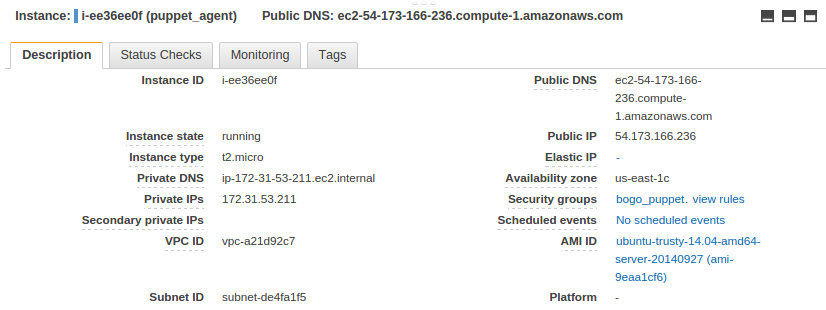 Instance: i-ee36ee0f (puppet_agent) Public DNS: ec2-54-173-166-236.compute-1.amazonaws.com
Description Status Checks Monitoring Tags
Instance ID i-ee36ee0f Public DNS ec2-54-173-166-
236.compute-
1.amazonaws.com
Instance state running Public IP 54.173.166.236
Instance type t2.micro Elastic IP -
Private DNS ip-172-31-53-211.ec2.internal Availability zone us-east-1c
Private IPs 172.31.53.211 Security groups bogo_puppet. view rules
Secondary private IPs Scheduled events No scheduled events
VPC ID vpc-a21d92c7 AMI ID ubuntu-trusty-14.04-amd64-
server-20140927 (ami-
9eaa1cf6)
Subnet ID subnet-de4fa1f5 Platform -